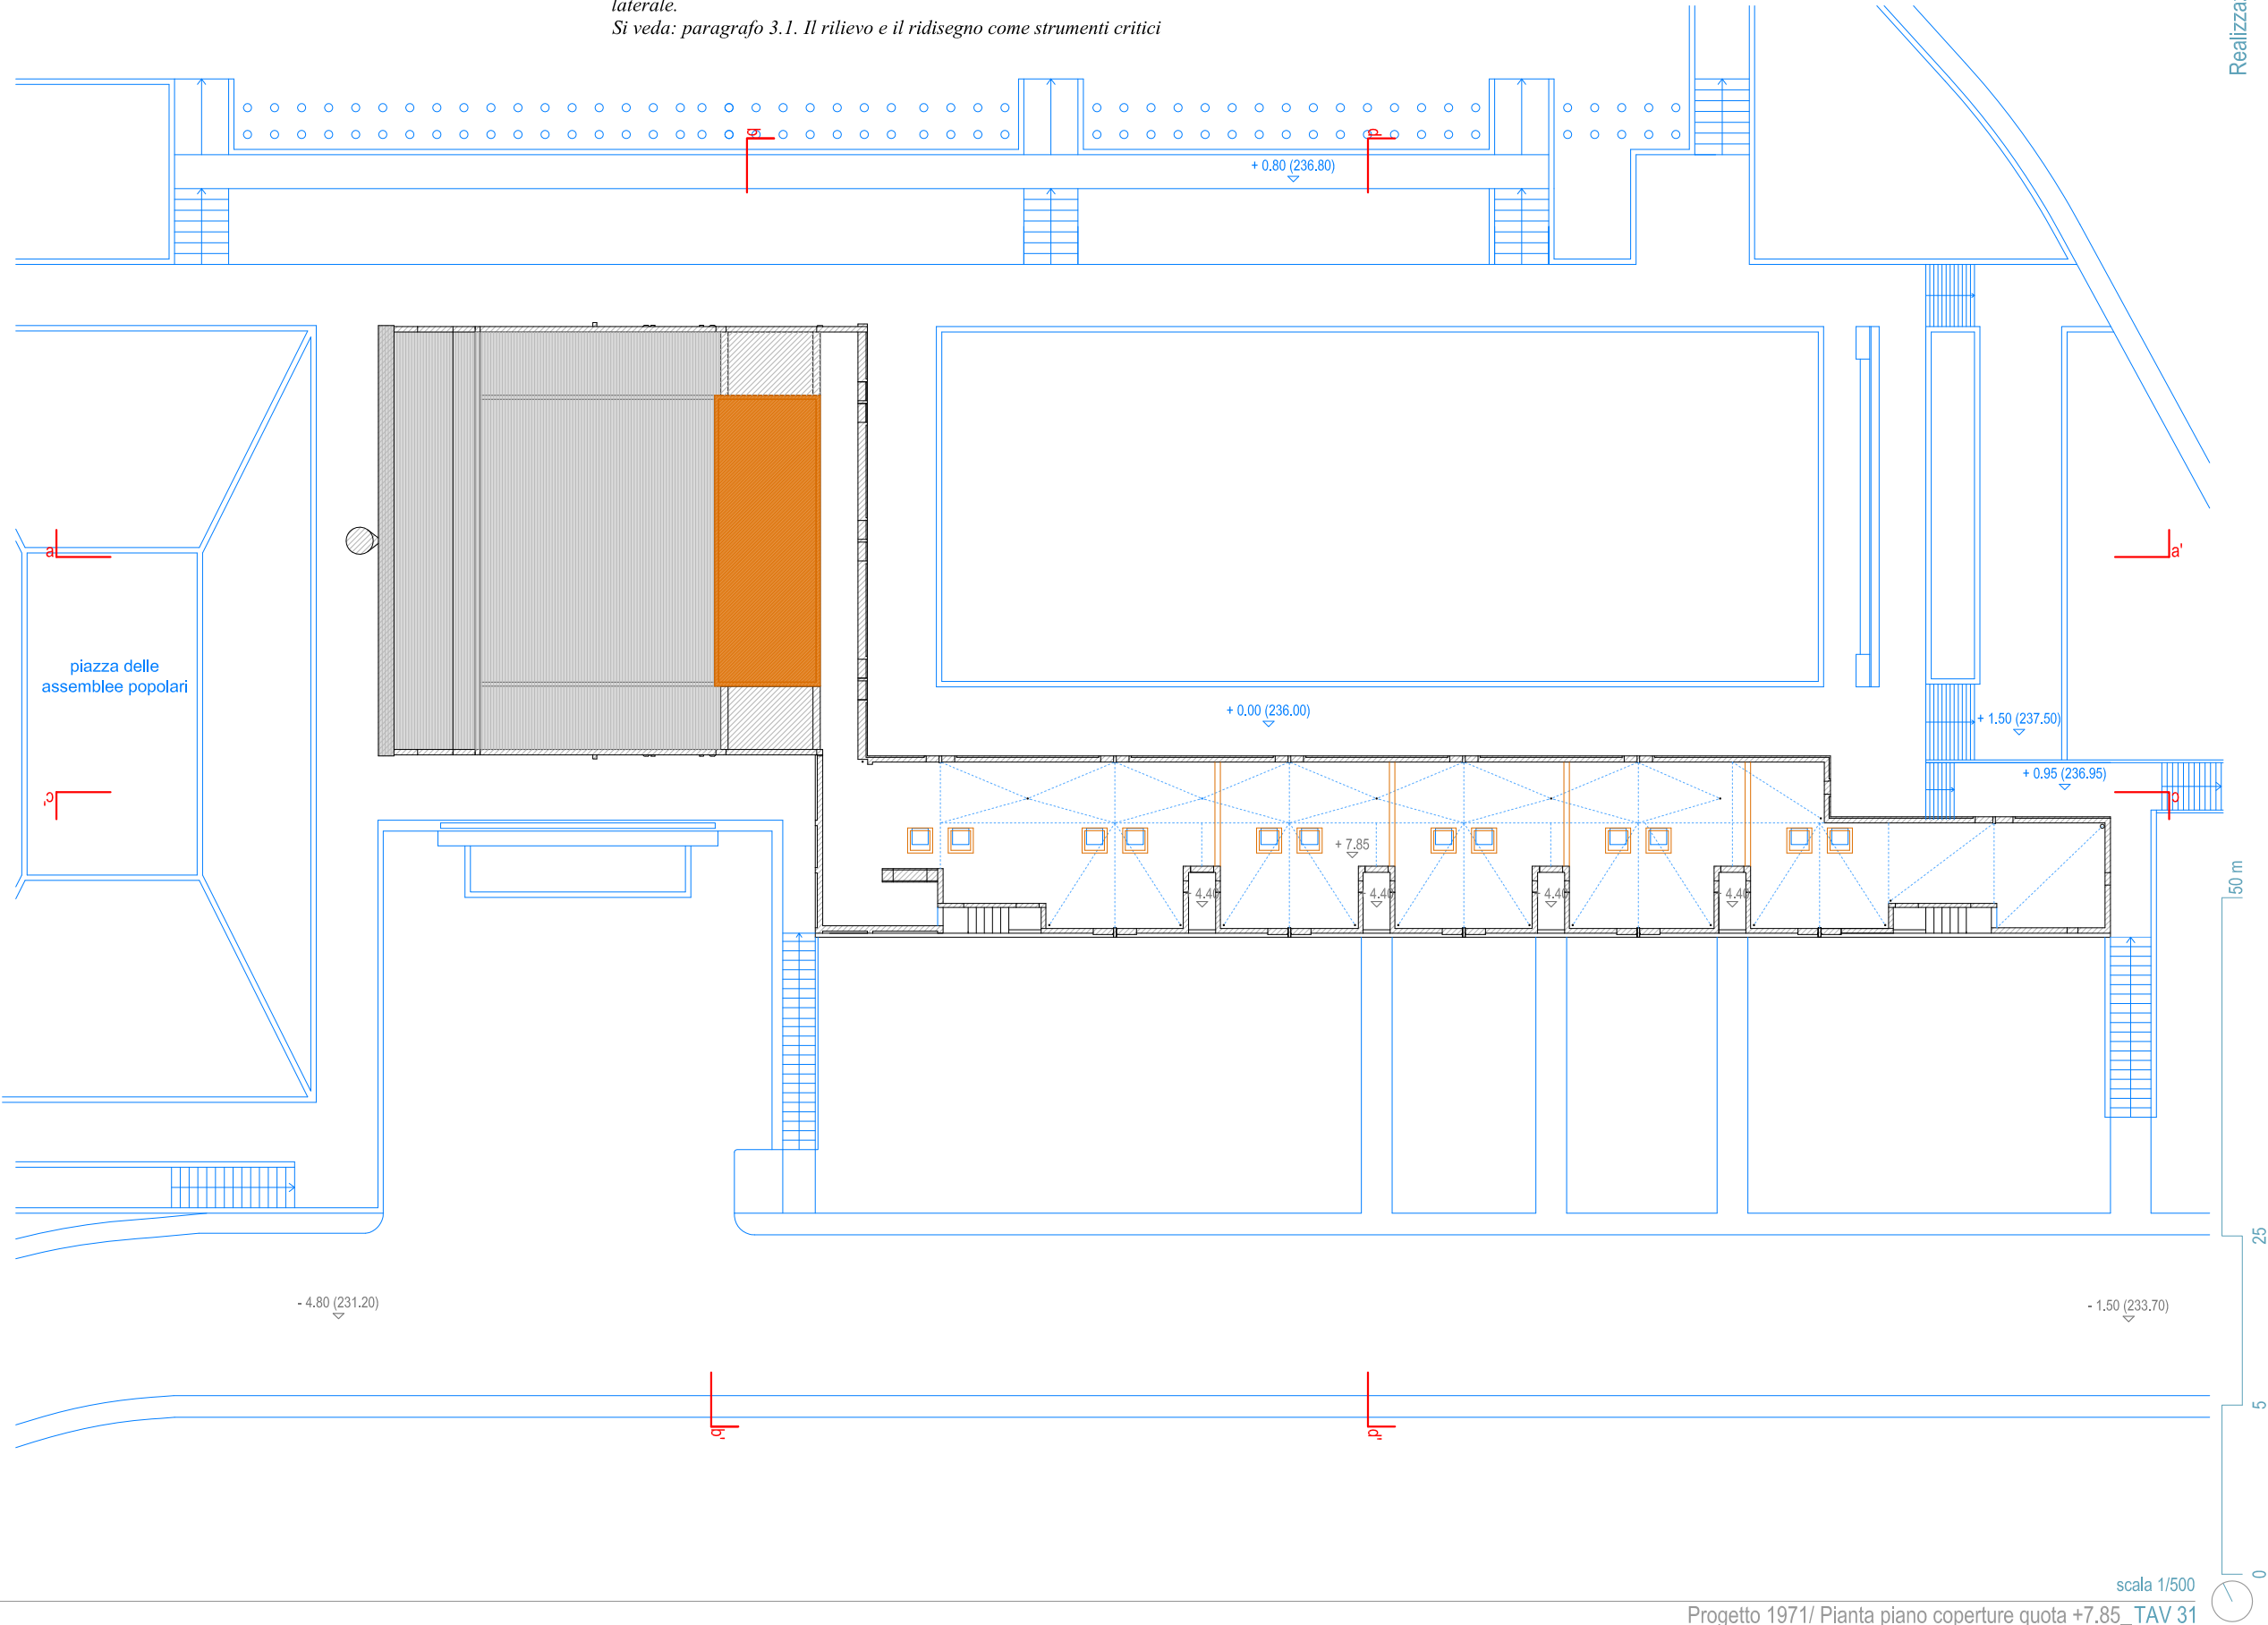 laterale.
Si veda: paragrafo 3.1. Il rilievo e il ridisegno come strumenti critici
b
d
+ 0.80 (236.80)
a
a'
piazza delle
assemblee popolari
+ 0.00 (236.00)
+ 1.50 (237.50)
+ 0.95 (236.95)
c'
c
+ 7.85
- 4.40
4.40
4.40
4.40
50 m
25
5
0
- 4.80 (231.20)
- 1.50 (233.70)
b'
d'
scala 1/500
Progetto 1971/ Pianta piano coperture quota +7.85_TAV 31